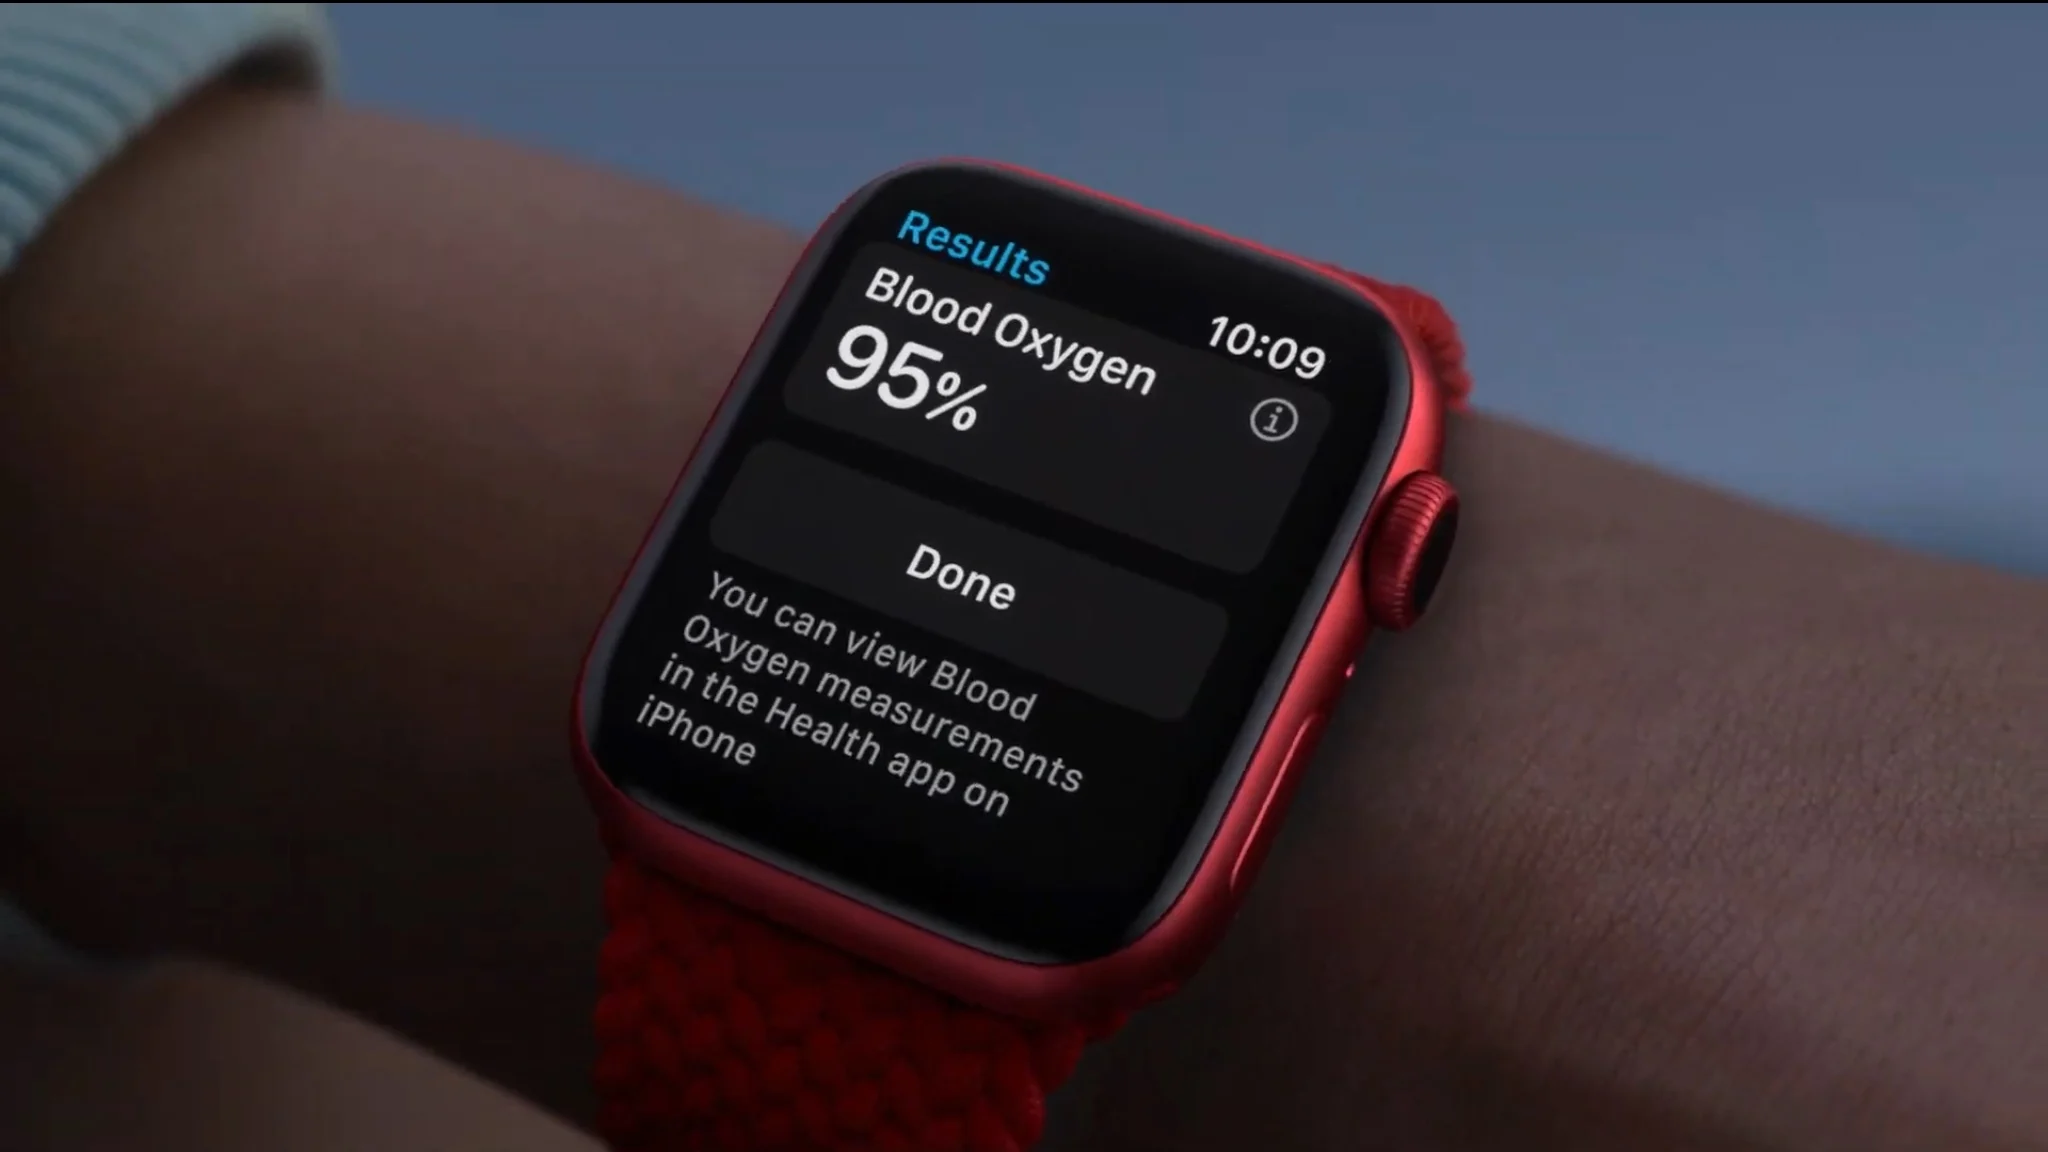 Results
10:09
Blood Oxygen
95%
Done
You can view Blood
Oxygen measurements
in the Health app on
iPhone